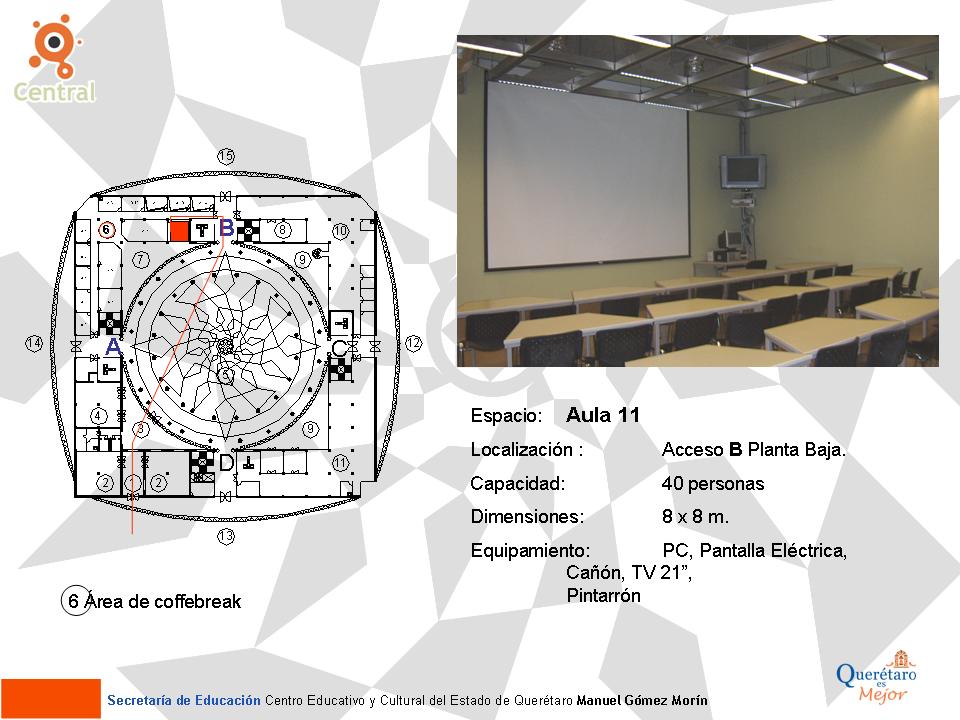 Central
15
6
B
8
10
7
9
14
A
C
12
5
4
3
9
D
11
2
1
2
13
6 Área de coffebreak
Espacio: Aula 11
Localización : Acceso B Planta Baja.
Capacidad: 40 personas
Dimensiones: 8 x 8 m.
Equipamiento: PC, Pantalla Eléctrica,
Cañón, TV 21”,
Pintarrón
Querétaro
es
Mejor
Secretaría de Educación Centro Educativo y Cultural del Estado de Querétaro Manuel Gómez Morín